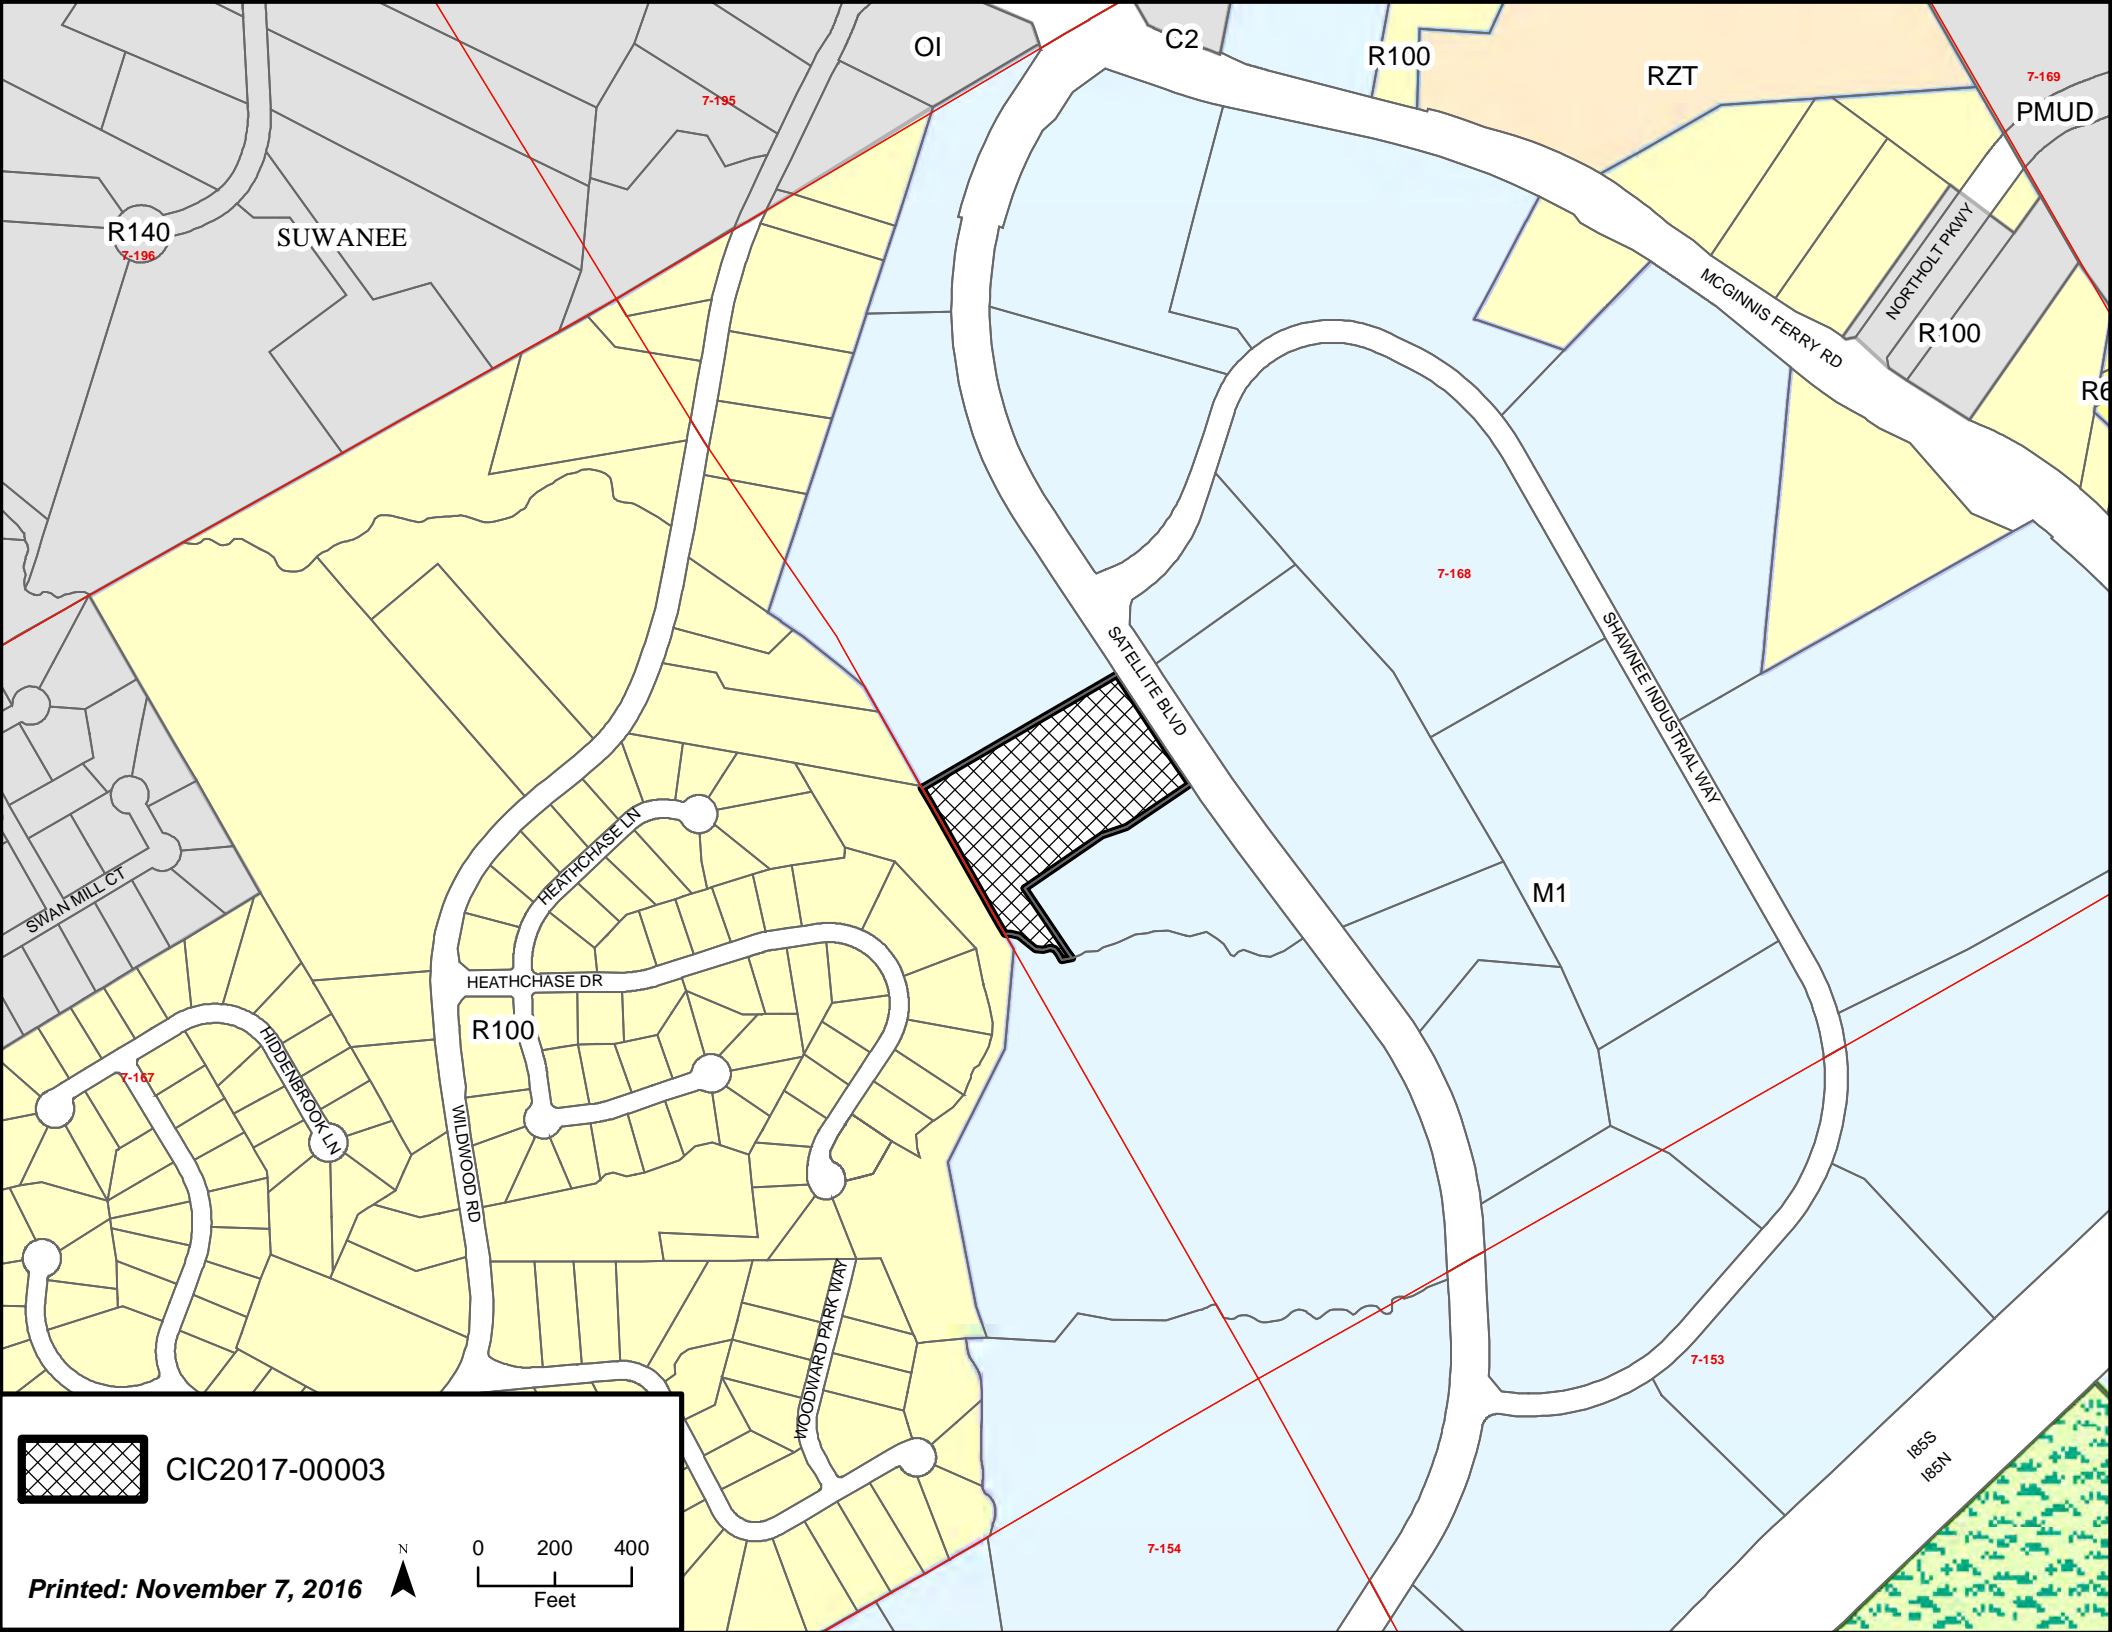 OI
C2
R100
RZT
7-169
PMUD
7-195
R140
7-196
SUWANEE
NORTHOLT PKWY
MCGINNIS FERRY RD
R100
7-168
SATELLITE BLVD
SHAWNEE INDUSTRIAL WAY
HEATHCHASE LN
SWAN MILL CT
M1
HEATHCHASE DR
R100
7-167
HIDDENBROOK LN
WILDWOOD RD
WOODWARD PARK WAY
7-153
I85S
I85N
7-154
CIC2017-00003
N
0 200 400
Feet
Printed: November 7, 2016